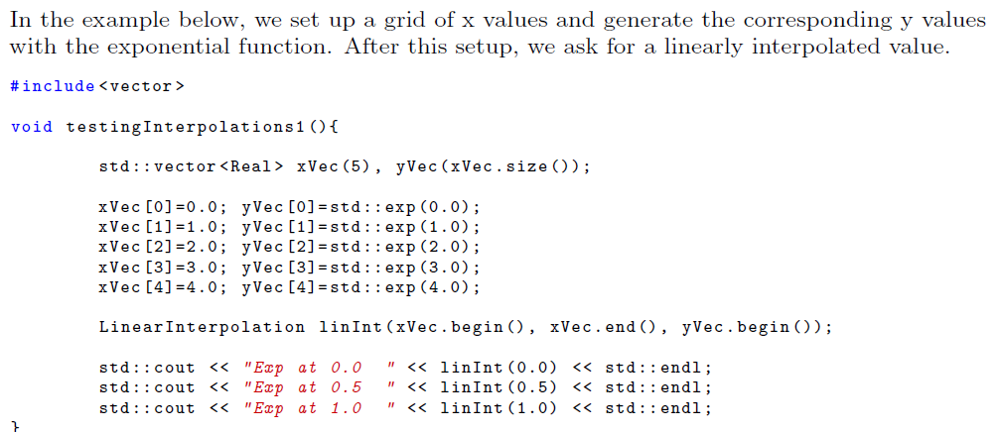 In the example below, we set up a grid of x values and generate the corresponding y values
with the exponential function. After this setup, we ask for a linearly interpolated value.
#include<vector>
void testingInterpolations1(){
std::vector<Real> xVec(5), yVec(xVec.size());
xVec[0]=0.0; yVec[0]=std::exp(0.0);
xVec[1]=1.0; yVec[1]=std::exp(1.0);
xVec[2]=2.0; yVec[2]=std::exp(2.0);
xVec[3]=3.0; yVec[3]=std::exp(3.0);
xVec[4]=4.0; yVec[4]=std::exp(4.0);
LinearInterpolation linInt(xVec.begin(), xVec.end(), yVec.begin());
std::cout << "Exp at 0.0  " << linInt(0.0) << std::endl;
std::cout << "Exp at 0.5  " << linInt(0.5) << std::endl;
std::cout << "Exp at 1.0  " << linInt(1.0) << std::endl;
}